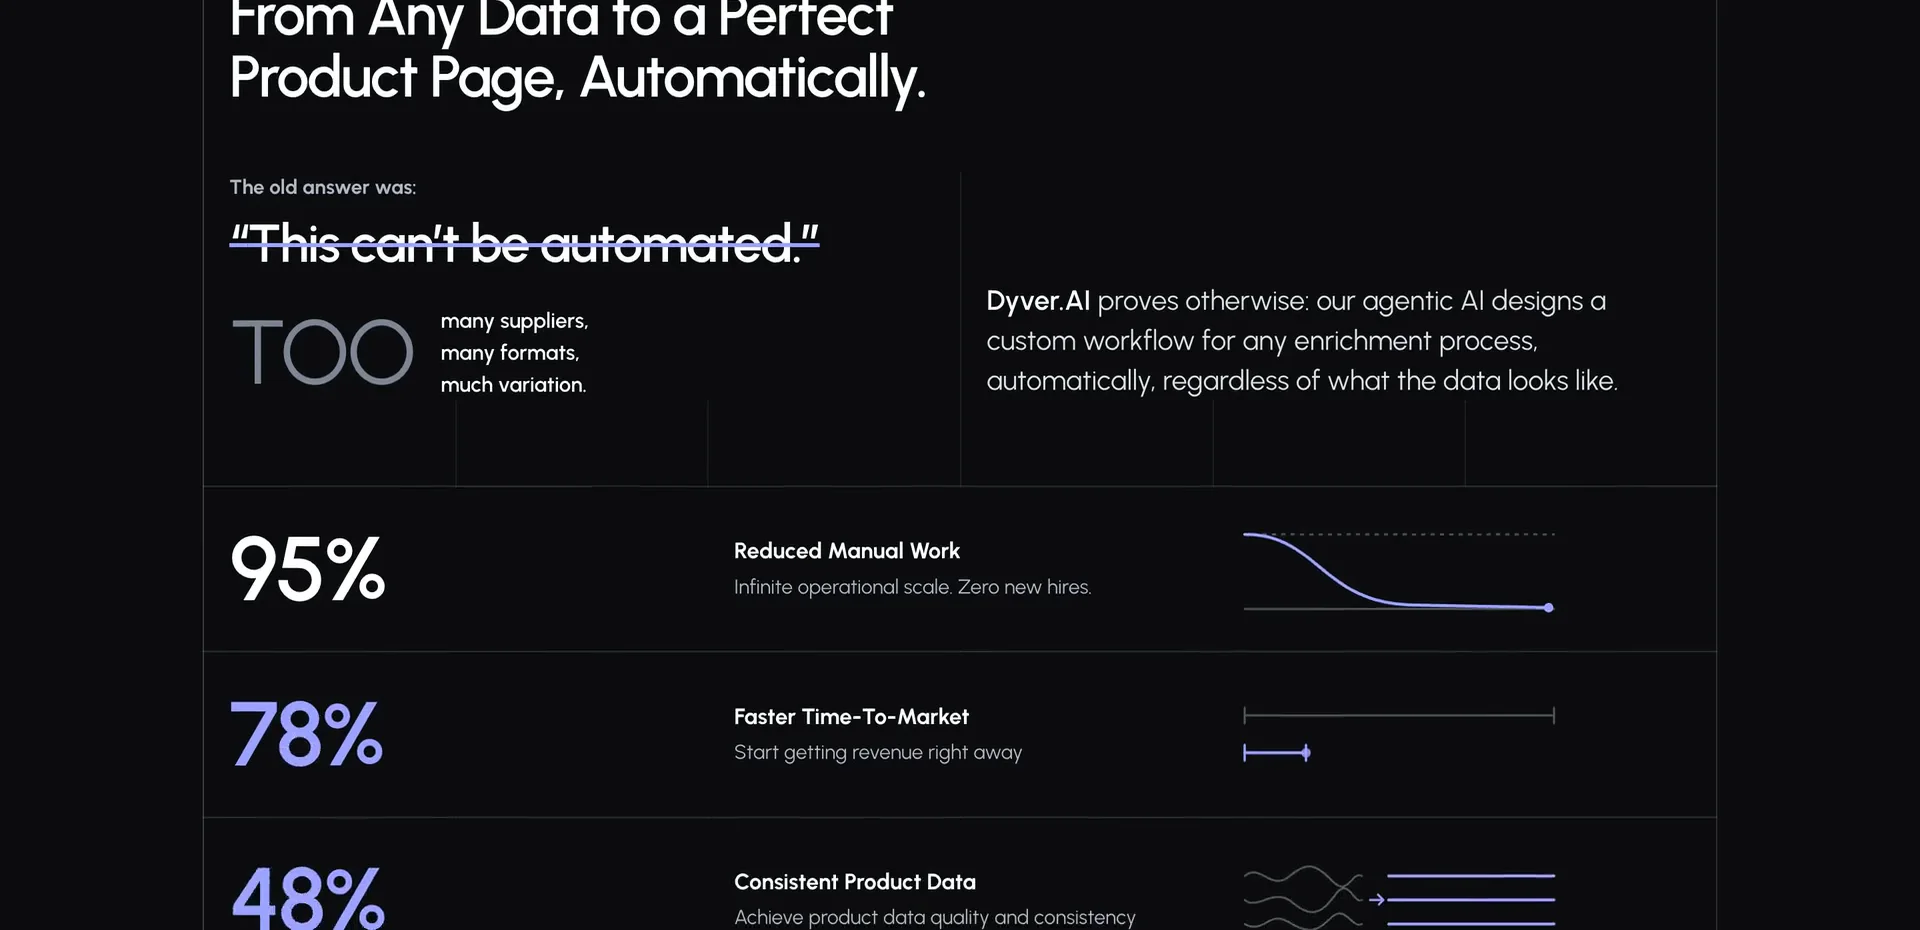 From Any Data to a Perfect
Product Page, Automatically.
The old answer was:
“This can’t be automated.”
TOO
many suppliers,
many formats,
much variation.
Dyver.AI proves otherwise: our agentic AI designs a
custom workflow for any enrichment process,
automatically, regardless of what the data looks like.
95%
Reduced Manual Work
Infinite operational scale. Zero new hires.
78%
Faster Time-To-Market
Start getting revenue right away
48%
Consistent Product Data
Achieve product data quality and consistency